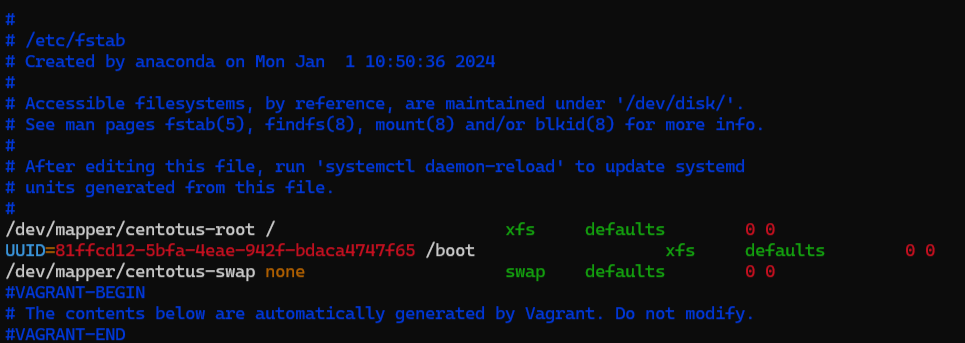 #
# /etc/fstab
# Created by anaconda on Mon Jan  1 10:50:36 2024
#
# Accessible filesystems, by reference, are maintained under '/dev/disk/'.
# See man pages fstab(5), findfs(8), mount(8) and/or blkid(8) for more info.
#
# After editing this file, run 'systemctl daemon-reload' to update systemd
# units generated from this file.
#
/dev/mapper/centotus-root /                       xfs     defaults        0 0
UUID=81ffcd12-5bfa-4eae-942f-bdaca4747f65 /boot                   xfs     defaults        0 0
/dev/mapper/centotus-swap none                    swap    defaults        0 0
#VAGRANT-BEGIN
# The contents below are automatically generated by Vagrant. Do not modify.
#VAGRANT-END